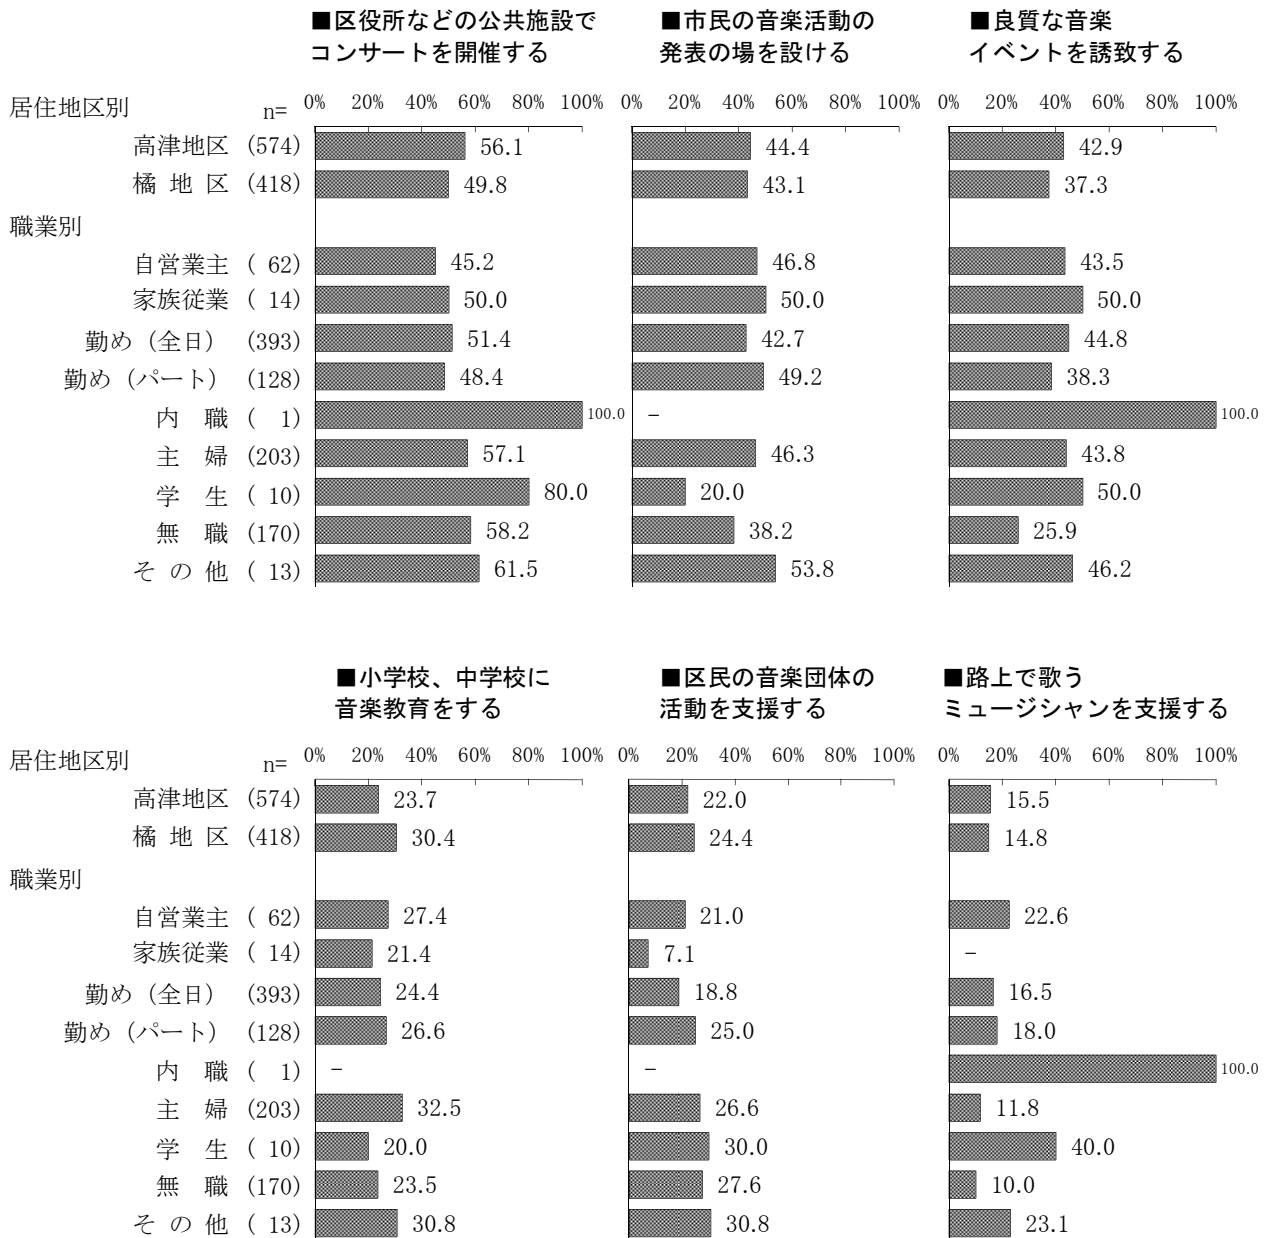 ■区役所などの公共施設で ■市民の音楽活動の ■良質な音楽
コンサートを開催する 発表の場を設ける イベントを誘致する
居住地区別 n= 0% 20% 40% 60% 80% 100% 0% 20% 40% 60% 80% 100% 0% 20% 40% 60% 80% 100%
高津地区 (574) 56.1 44.4 42.9
橘 地 区 (418) 49.8 43.1 37.3
職業別
自営業主 ( 62) 45.2 46.8 43.5
家族従業 ( 14) 50.0 50.0 50.0
勤め（全日） (393) 51.4 42.7 44.8
勤め（パート） (128) 48.4 49.2 38.3
内 職 ( 1) 100.0 − 100.0
主 婦 (203) 57.1 46.3 43.8
学 生 ( 10) 80.0 20.0 50.0
無 職 (170) 58.2 38.2 25.9
そ の 他 ( 13) 61.5 53.8 46.2
■小学校、中学校に ■区民の音楽団体の ■路上で歌う
音楽教育をする 活動を支援する ミュージシャンを支援する
居住地区別 n= 0% 20% 40% 60% 80% 100% 0% 20% 40% 60% 80% 100% 0% 20% 40% 60% 80% 100%
高津地区 (574) 23.7 22.0 15.5
橘 地 区 (418) 30.4 24.4 14.8
職業別
自営業主 ( 62) 27.4 21.0 22.6
家族従業 ( 14) 21.4 7.1 −
勤め（全日） (393) 24.4 18.8 16.5
勤め（パート） (128) 26.6 25.0 18.0
内 職 ( 1) − − 100.0
主 婦 (203) 32.5 26.6 11.8
学 生 ( 10) 20.0 30.0 40.0
無 職 (170) 23.5 27.6 10.0
そ の 他 ( 13) 30.8 30.8 23.1